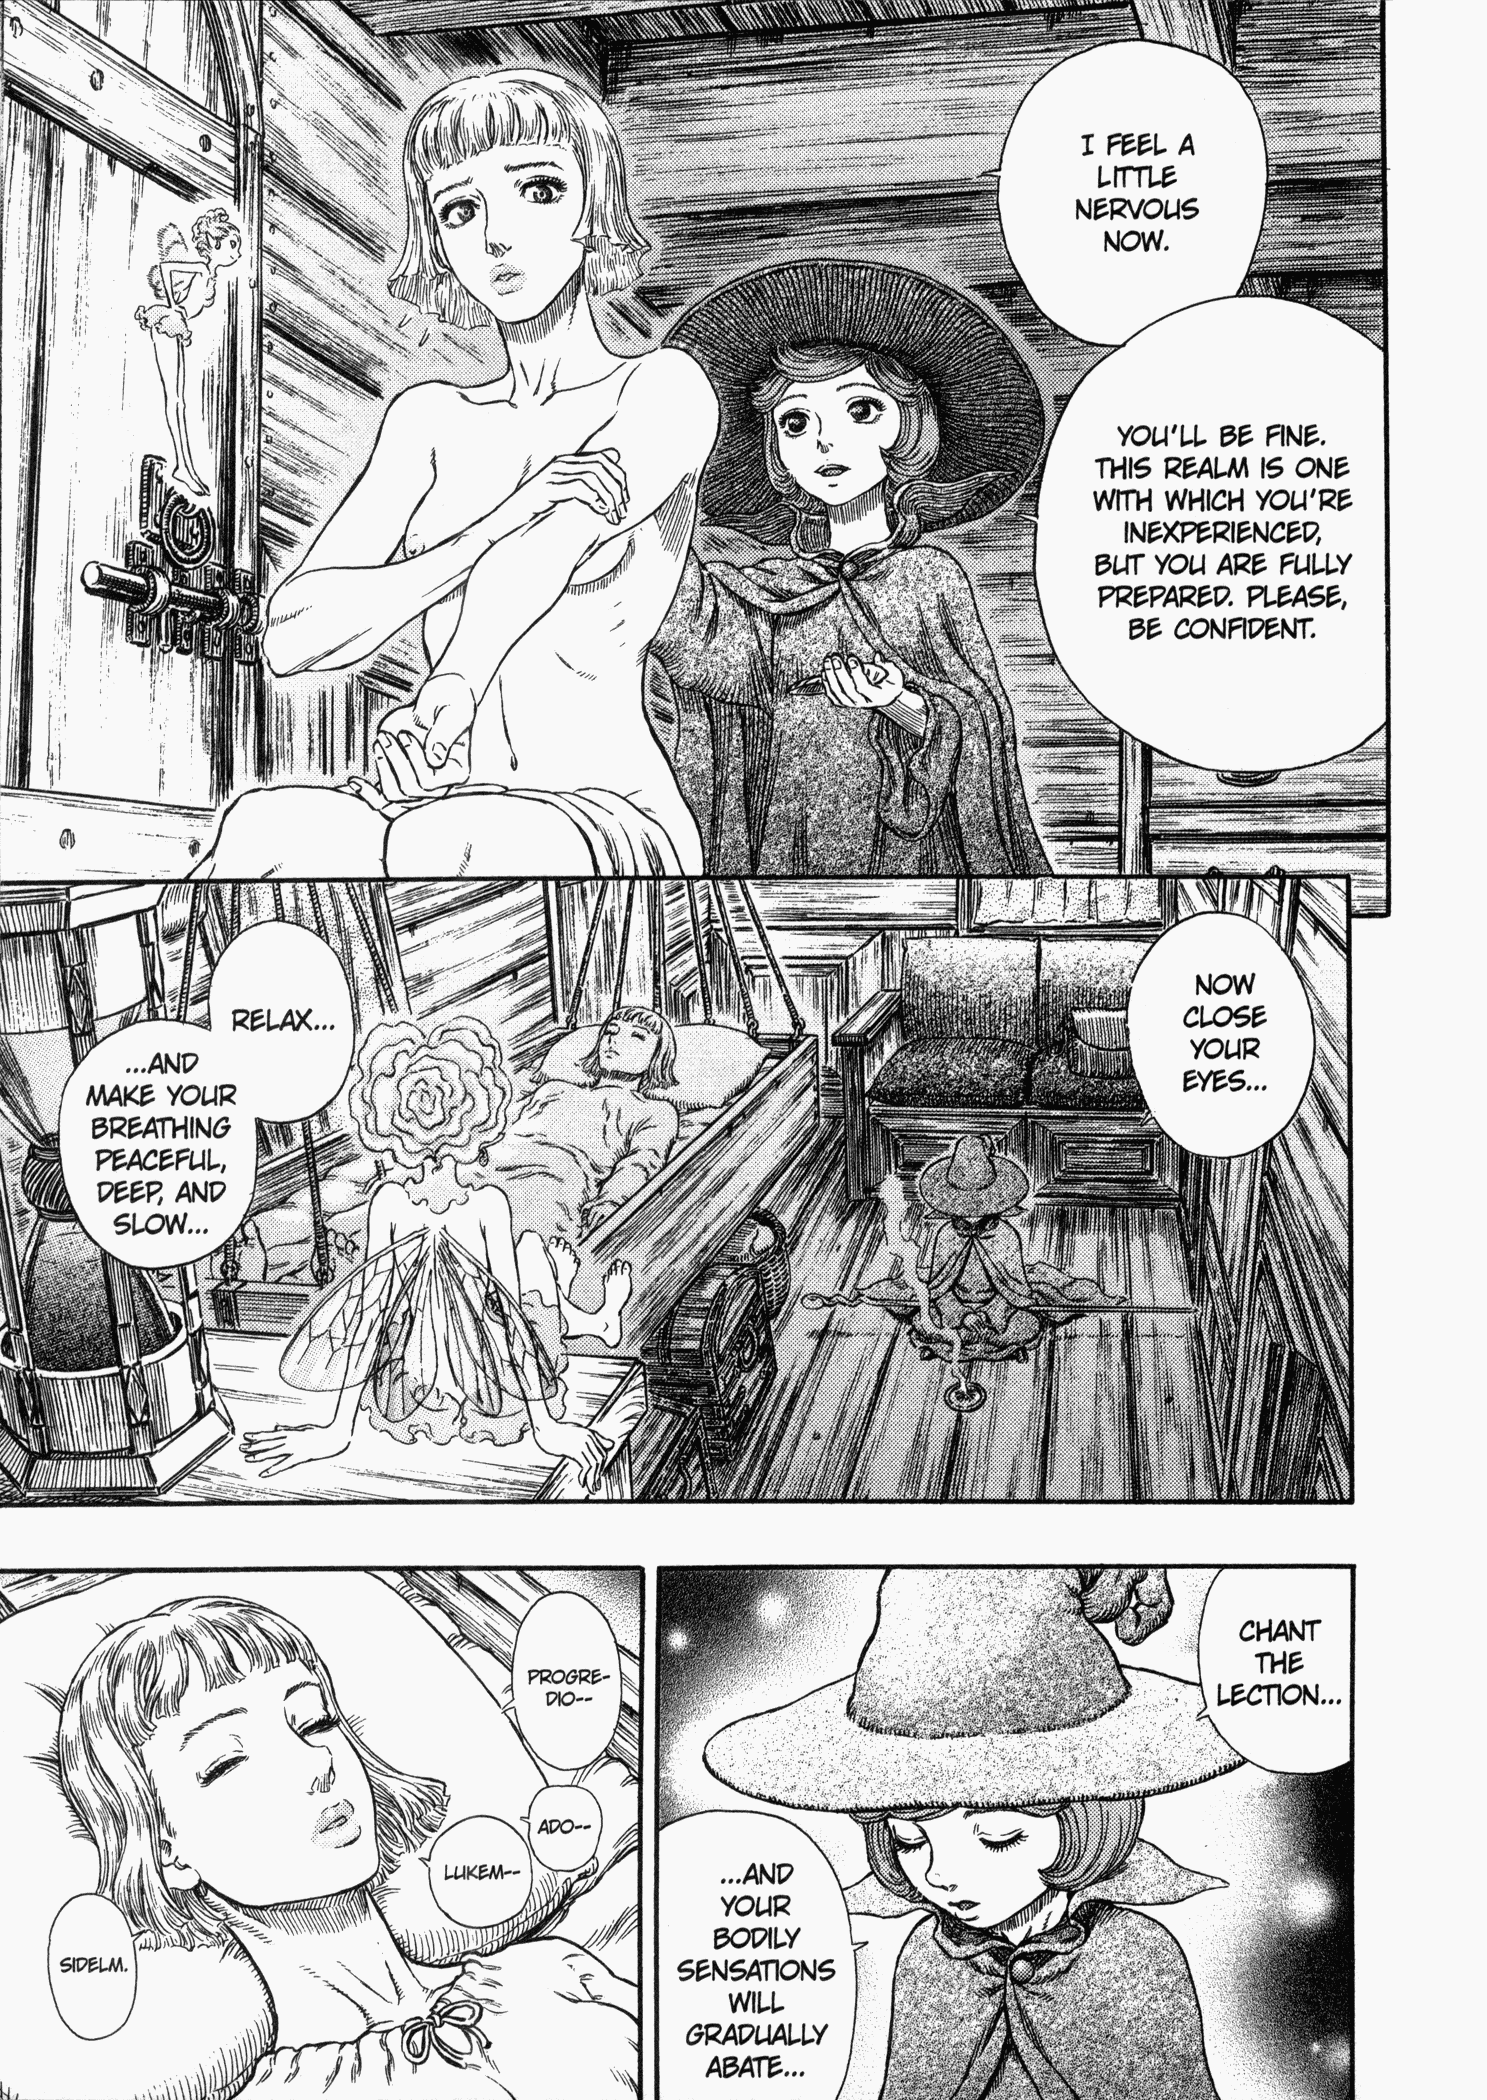 I FEEL A
LITTLE
NERVOUS
NOW.
YOU'LL BE FINE.
THIS REALM IS ONE
WITH WHICH YOU'RE
INEXPERIENCED,
BUT YOU ARE FULLY
PREPARED. PLEASE,
BE CONFIDENT.
NOW
CLOSE
YOUR
EYES...
RELAX...
...AND
MAKE YOUR
BREATHING
PEACEFUL,
DEEP, AND
SLOW...
CHANT
THE
LECTION...
...AND
YOUR
BODILY
SENSATIONS
WILL
GRADUALLY
ABATE...
PROGRE-
DIO--
ADO--
LUKEM--
SIDELM.